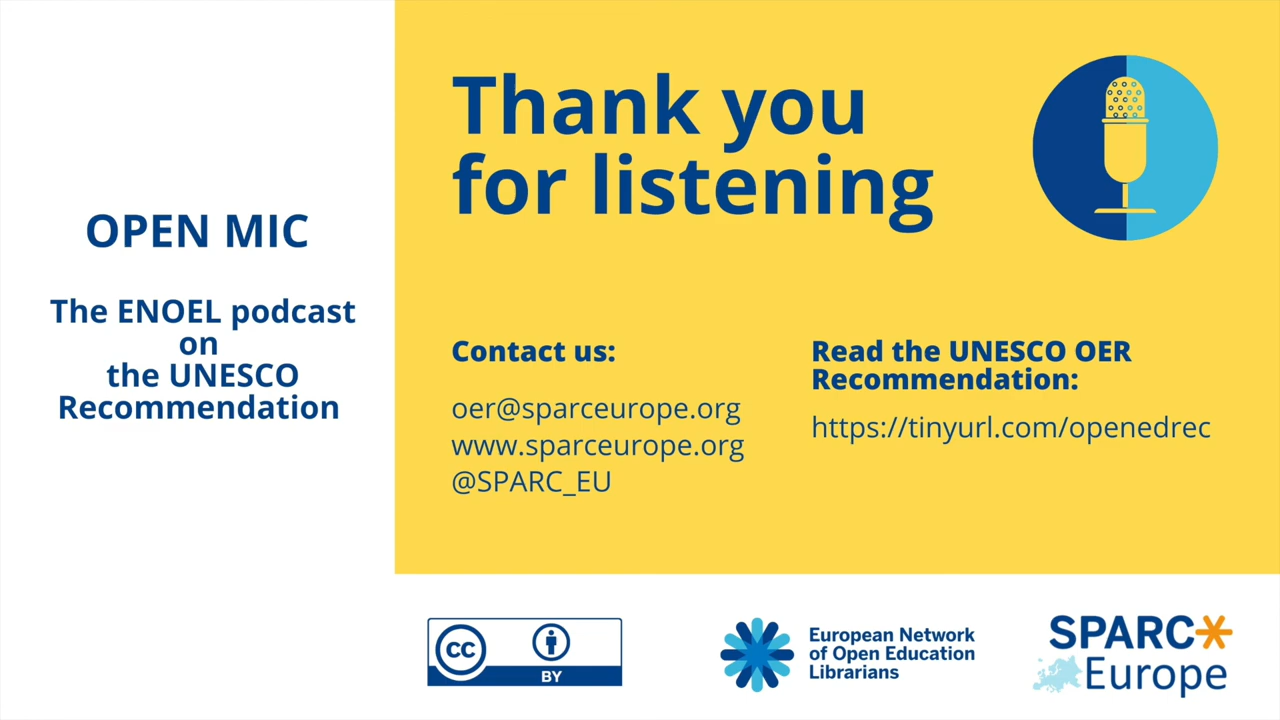 OPEN MIC
The ENOEL podcast
on
the UNESCO
Recommendation
Thank you
for listening
Contact us:
oer@sparceurope.org
www.sparceurope.org
@SPARC_EU
Read the UNESCO OER
Recommendation:
https://tinyurl.com/openedrec
CC
BY
European Network
of Open Education
Librarians
SPARC
Europe